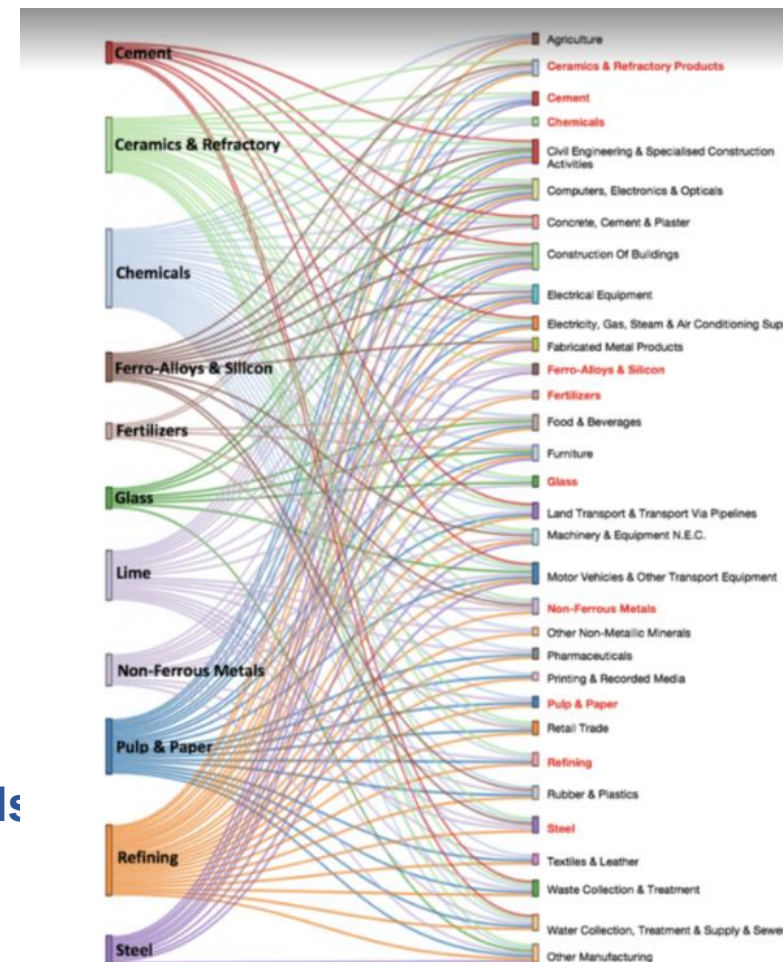 Cement
Ceramics & Refractory
Chemicals
Ferro-Alloys & Silicon
Fertilizers
Glass
Lime
Non-Ferrous Metals
Pulp & Paper
Refining
Steel
ls
Agriculture
Ceramics & Refractory Products
Cement
Chemicals
Civil Engineering & Specialised Construction
Activities
Computers, Electronics & Opticals
Concrete, Cement & Plaster
Construction Of Buildings
Electrical Equipment
Electricity, Gas, Steam & Air Conditioning Sup
Fabricated Metal Products
Ferro-Alloys & Silicon
Fertilizers
Food & Beverages
Furniture
Glass
Land Transport & Transport Via Pipelines
Machinery & Equipment N.E.C.
Motor Vehicles & Other Transport Equipment
Non-Ferrous Metals
Other Non-Metallic Minerals
Pharmaceuticals
Printing & Recorded Media
Pulp & Paper
Retail Trade
Refining
Rubber & Plastics
Steel
Textiles & Leather
Waste Collection & Treatment
Water Collection, Treatment & Supply & Sewe
Other Manufacturing